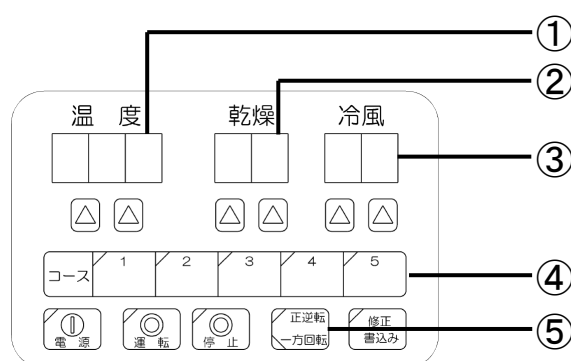 ①
②
温度 乾燥 冷風
③
コース 1 2 3 4 5
④
電源 運転 停止 正逆転 修正
一方回転 書込み
⑤